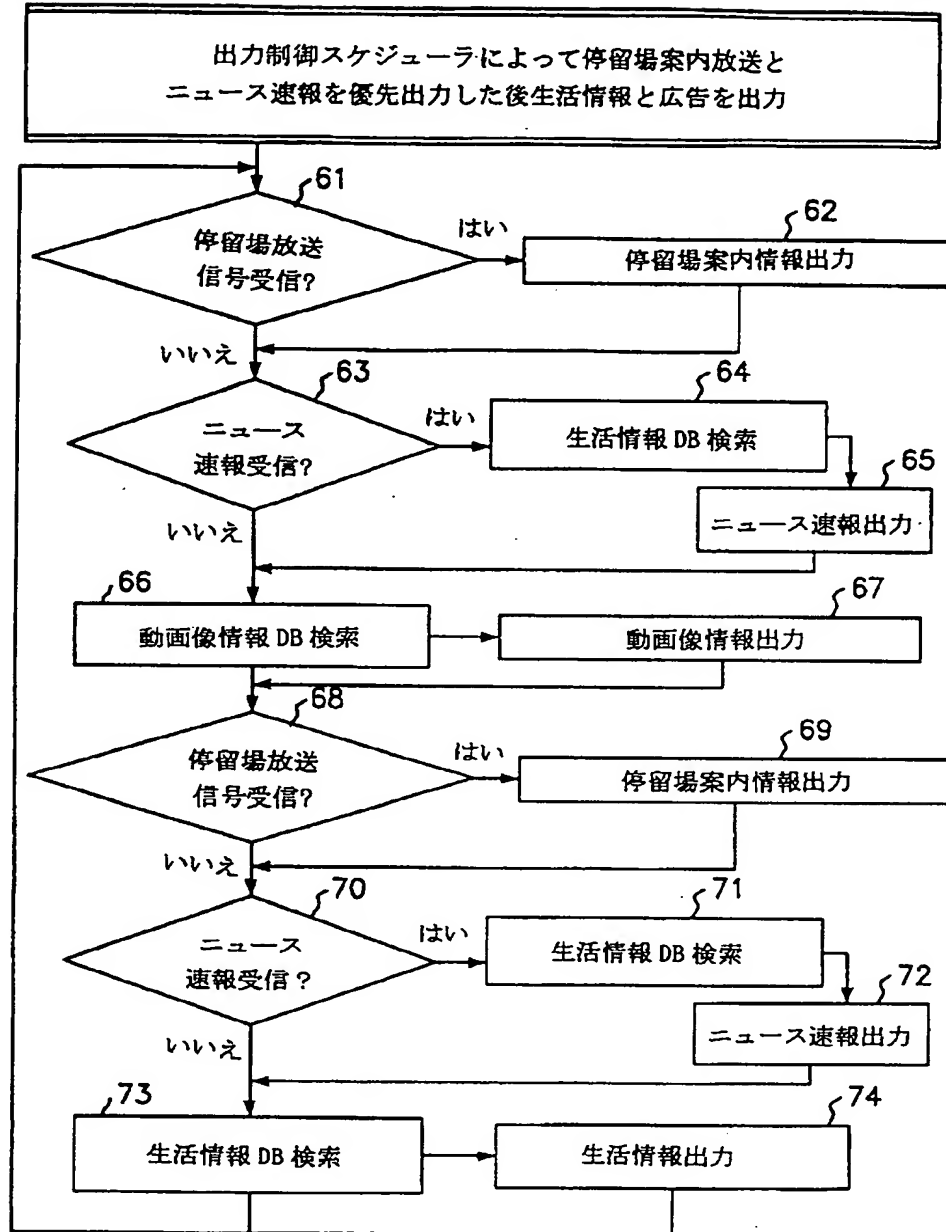 出力制御スケジューラによって停留場案内放送と
ニュース速報を優先出力した後生活情報と広告を出力
61
停留場放送
信号受信?
はい
62
停留場案内情報出力
いいえ
63
ニュース
速報受信?
はい
64
生活情報 DB 検索
65
ニュース速報出力
いいえ
66
動画像情報 DB 検索
67
動画像情報出力
68
停留場放送
信号受信?
はい
69
停留場案内情報出力
いいえ
70
ニュース
速報受信？
はい
71
生活情報 DB 検索
72
ニュース速報出力
いいえ
73
生活情報 DB 検索
74
生活情報出力